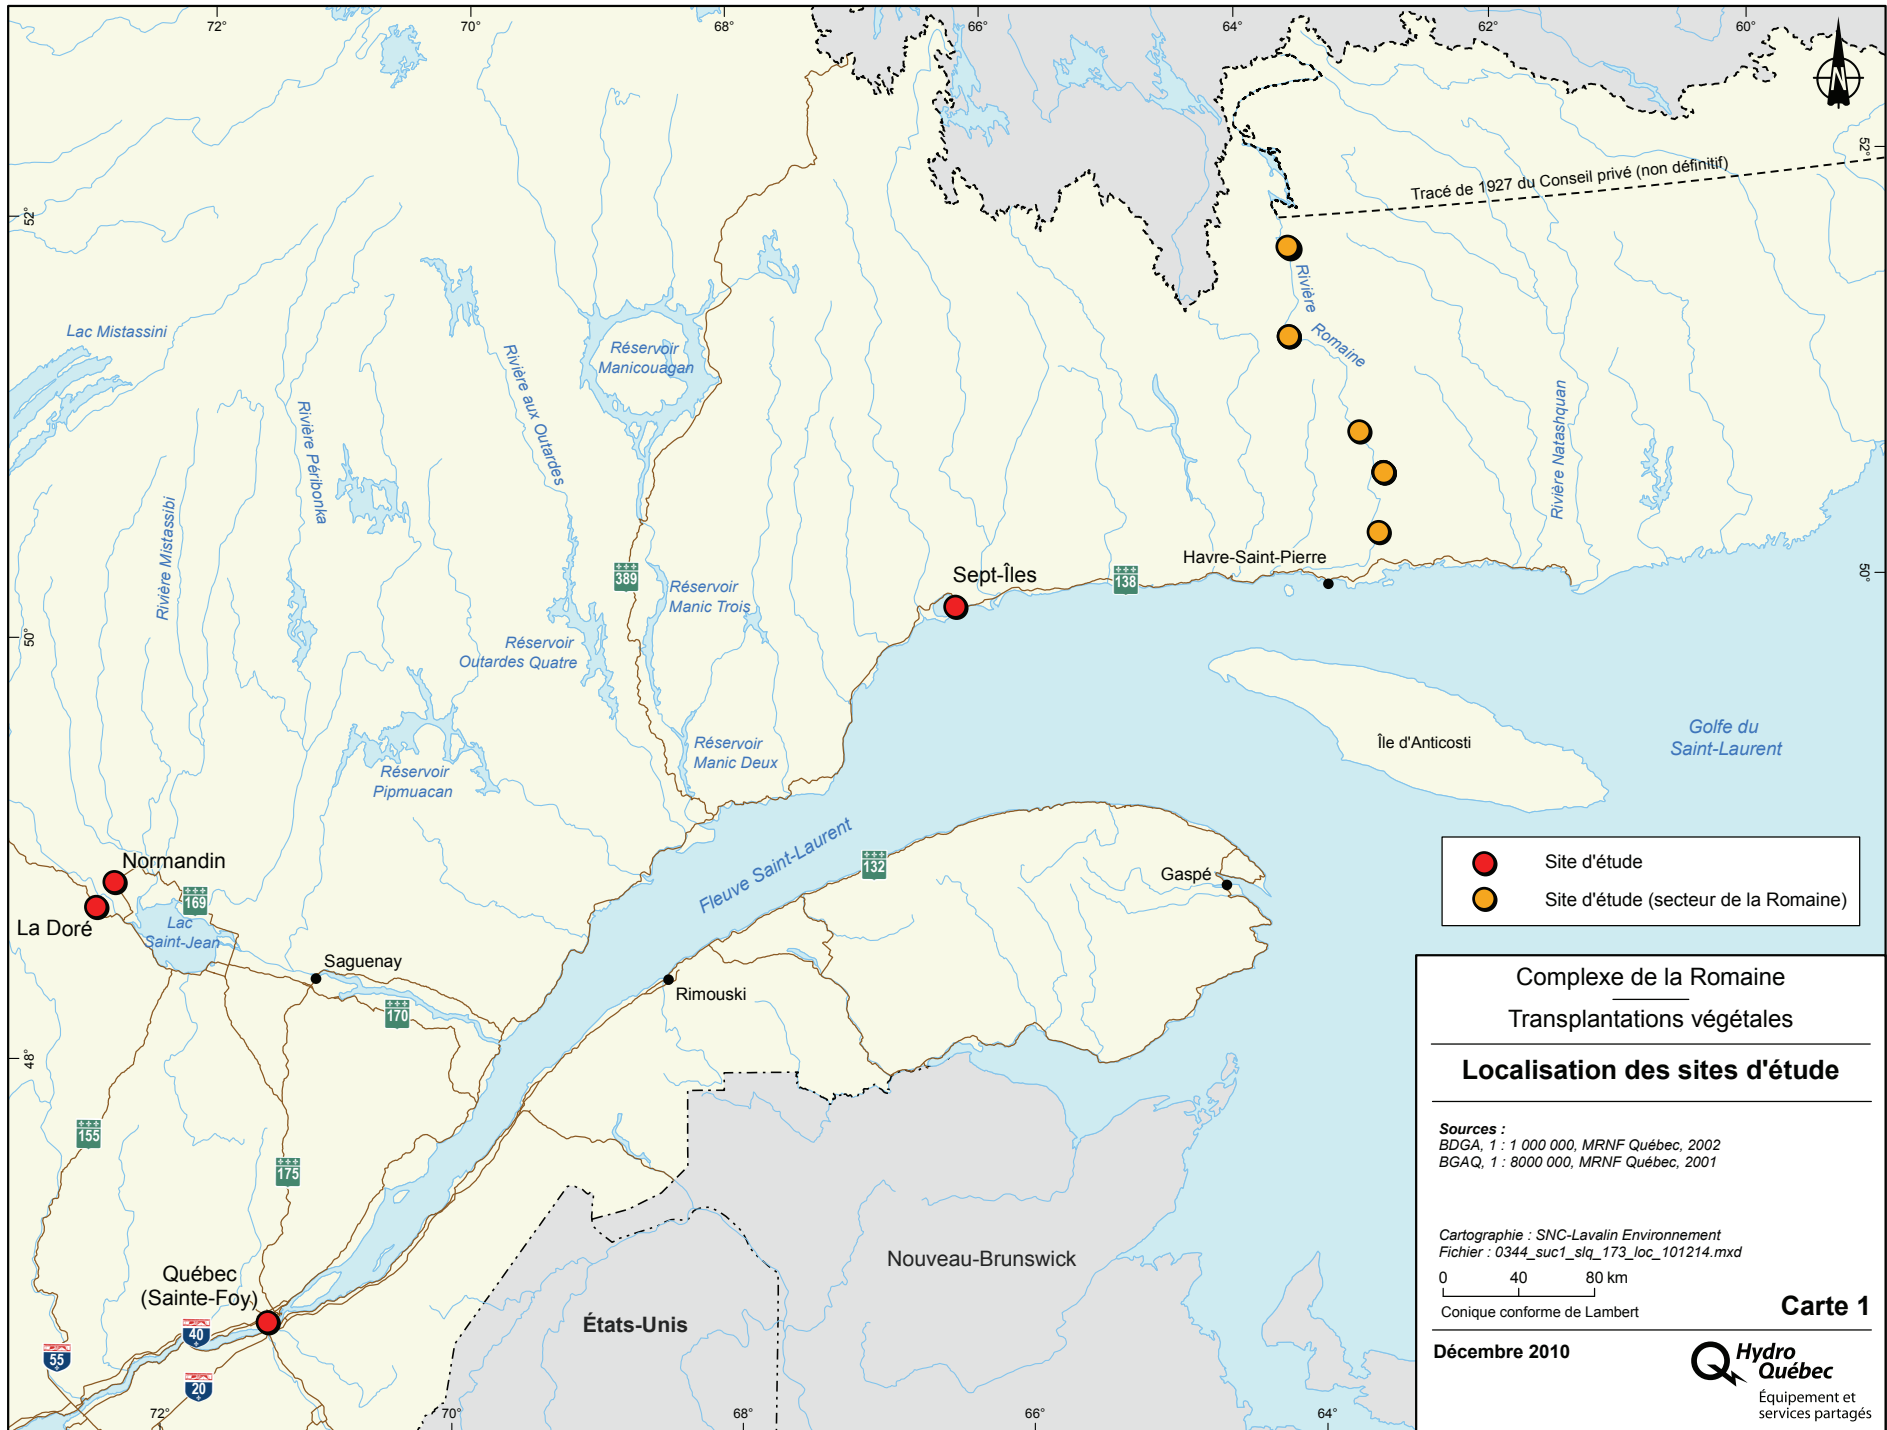 72°
70°
68°
66°
64°
62°
60°
N
52°
Tracé de 1927 du Conseil privé (non définitif)
52°
Rivière
Romaine
Lac Mistassini
Réservoir
Manicouagan
Rivière aux Outardes
Rivière Péribonka
Rivière Mistassibi
Rivière Natashquan
Havre-Saint-Pierre
Sept-Îles
138
389
50°
Réservoir
Manic Trois
50°
Réservoir
Outardes Quatre
Réservoir
Manic Deux
Île d'Anticosti
Golfe du
Saint-Laurent
Réservoir
Pipmuacan
Fleuve Saint-Laurent
132
Normandin
Gaspé
169
La Doré
Lac
Saint-Jean
Saguenay
Rimouski
170
48°
155
175
Nouveau-Brunswick
Québec
(Sainte-Foy)
États-Unis
40
55
20
72°
70°
68°
66°
64°
Site d'étude
Site d'étude (secteur de la Romaine)
Complexe de la Romaine
Transplantations végétales
Localisation des sites d'étude
Sources :
BDGA, 1 : 1 000 000, MRNF Québec, 2002
BGAQ, 1 : 8000 000, MRNF Québec, 2001
Cartographie : SNC-Lavalin Environnement
Fichier : 0344_suc1_slq_173_loc_101214.mxd
0 40 80 km
Conique conforme de Lambert
Carte 1
Décembre 2010
Hydro
Québec
Équipement et
services partagés